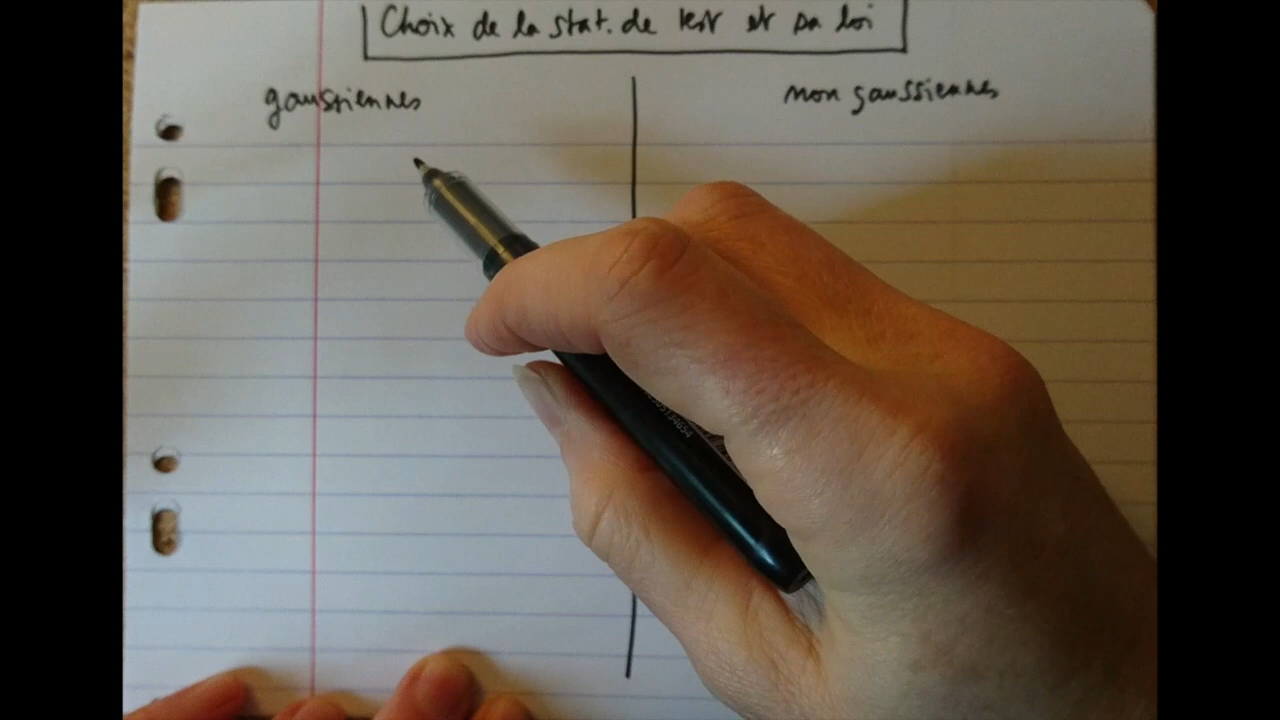 Choix de la stat. de test et sa loi
gaussiennes
non gaussiennes